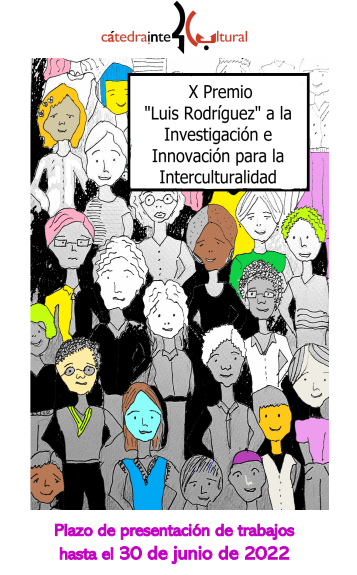 cátedraintercultural
X Premio
"Luis Rodríguez" a la
Investigación e
Innovación para la
Interculturalidad
Plazo de presentación de trabajos
hasta el 30 de junio de 2022